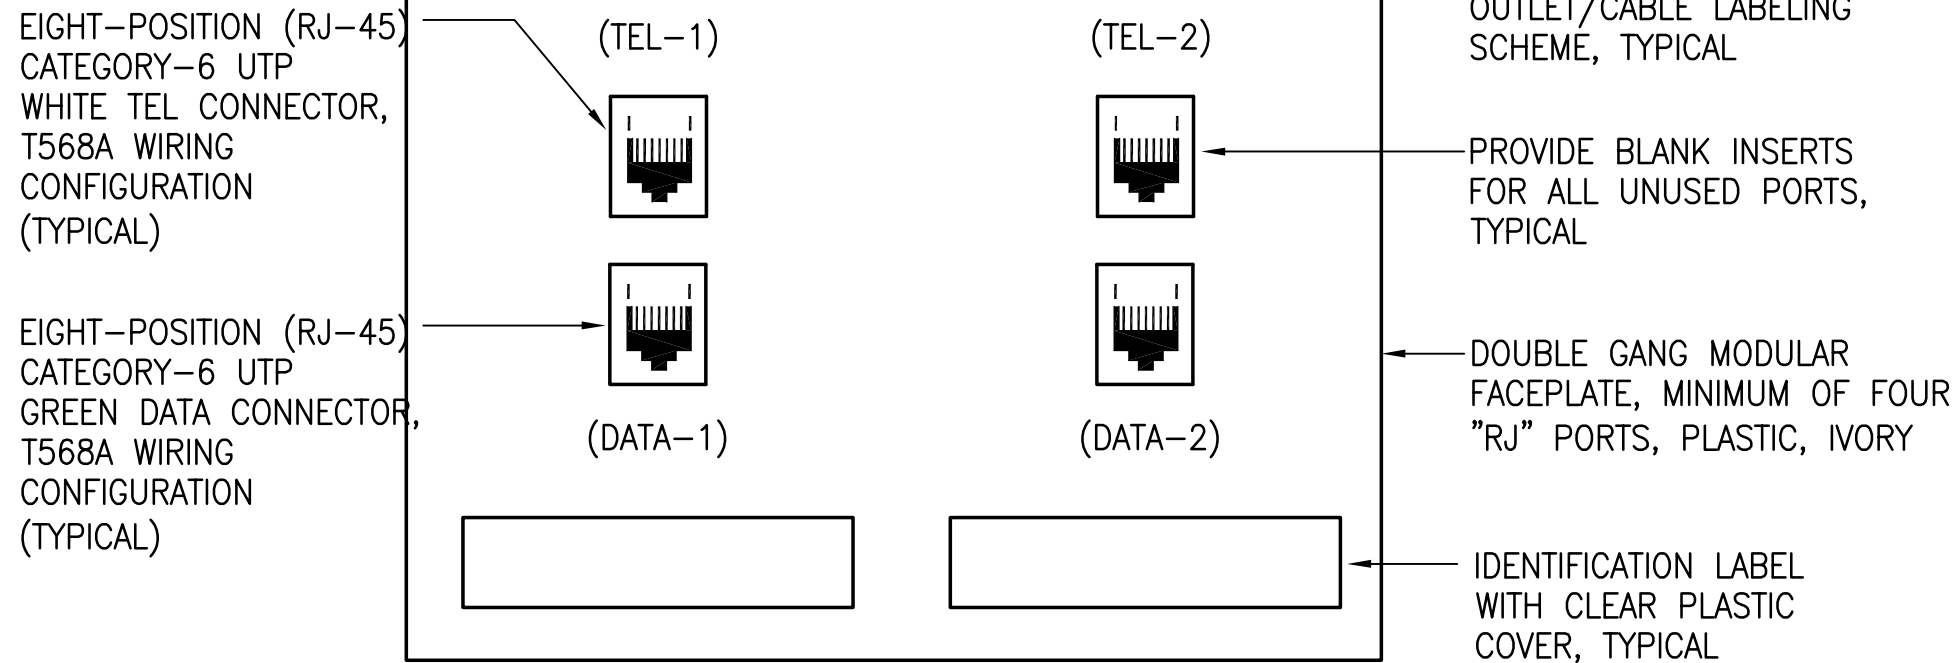 EIGHT-POSITION (RJ-45)
CATEGORY-6 UTP
WHITE TEL CONNECTOR,
T568A WIRING
CONFIGURATION
(TYPICAL)
EIGHT-POSITION (RJ-45)
CATEGORY-6 UTP
GREEN DATA CONNECTOR,
T568A WIRING
CONFIGURATION
(TYPICAL)
(TEL-1)
(TEL-2)
(DATA-1)
(DATA-2)
OUTLET/CABLE LABELING
SCHEME, TYPICAL
PROVIDE BLANK INSERTS
FOR ALL UNUSED PORTS,
TYPICAL
DOUBLE GANG MODULAR
FACEPLATE, MINIMUM OF FOUR
"RJ" PORTS, PLASTIC, IVORY
IDENTIFICATION LABEL
WITH CLEAR PLASTIC
COVER, TYPICAL